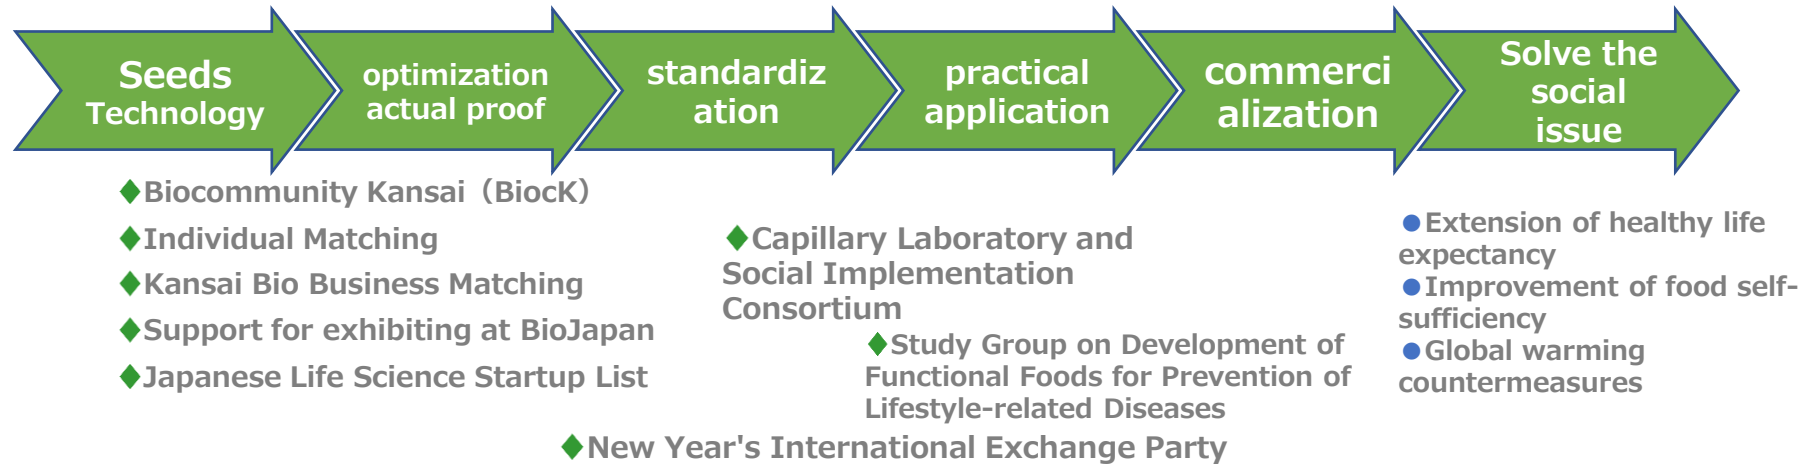 Seeds
Technology
optimization
actual proof
standardiz
ation
practical
application
commerci
alization
Solve the
social
issue
◆Biocommunity Kansai（BiocK）
◆Individual Matching
◆Kansai Bio Business Matching
◆Support for exhibiting at BioJapan
◆Japanese Life Science Startup List
◆Capillary Laboratory and
Social Implementation
Consortium
◆Study Group on Development of
Functional Foods for Prevention of
Lifestyle-related Diseases
◆New Year's International Exchange Party
●Extension of healthy life
expectancy
●Improvement of food self-
sufficiency
●Global warming
countermeasures